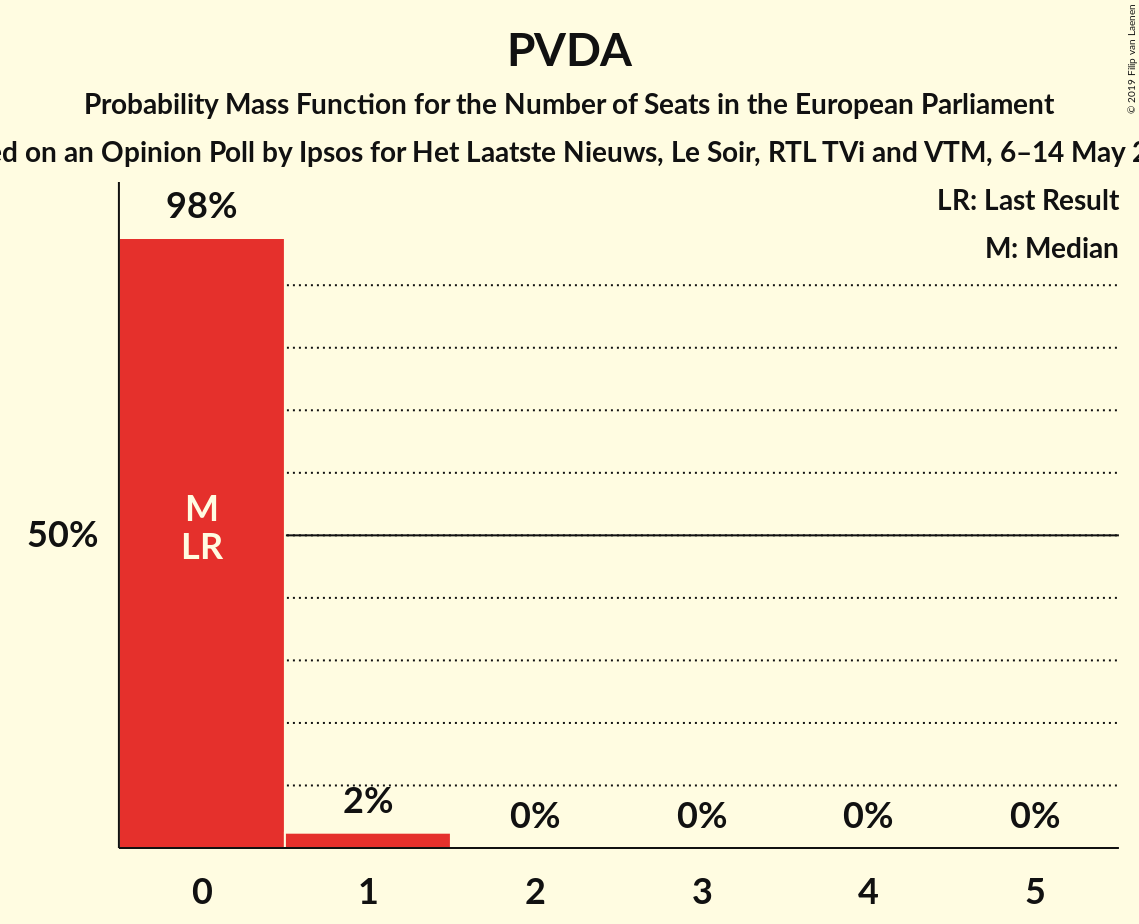 PVDA
Probability Mass Function for the Number of Seats in the European Parliament
on an Opinion Poll by Ipsos for Het Laatste Nieuws, Le Soir, RTL TVi and VTM, 6–14 May
© 2019 Filip van Laenen
LR: Last Result
M: Median
98%
50%
M
LR
2%
0%
0%
0%
0%
0
1
2
3
4
5